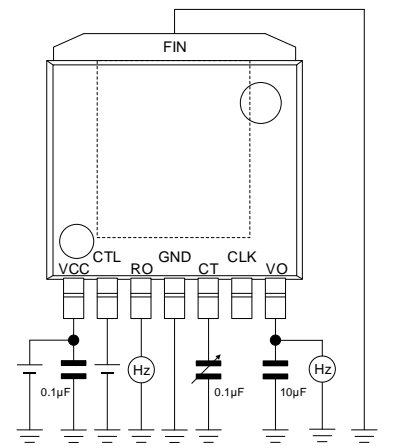 FIN
CTL GND CLK
VCC RO CT VO
Hz Hz
0.1µF 0.1µF 10µF